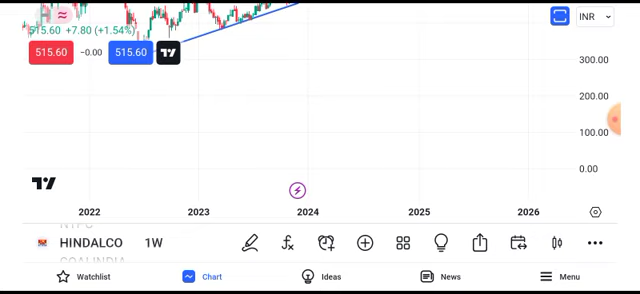 515.60 +7.80 (+1.54%)
INR
515.60 −0.00 515.60
300.00
200.00
100.00
0.00
2022 2023 2024 2025 2026
NTPC
HINDALCO 1W
COALINDIA
Watchlist Chart Ideas News Menu